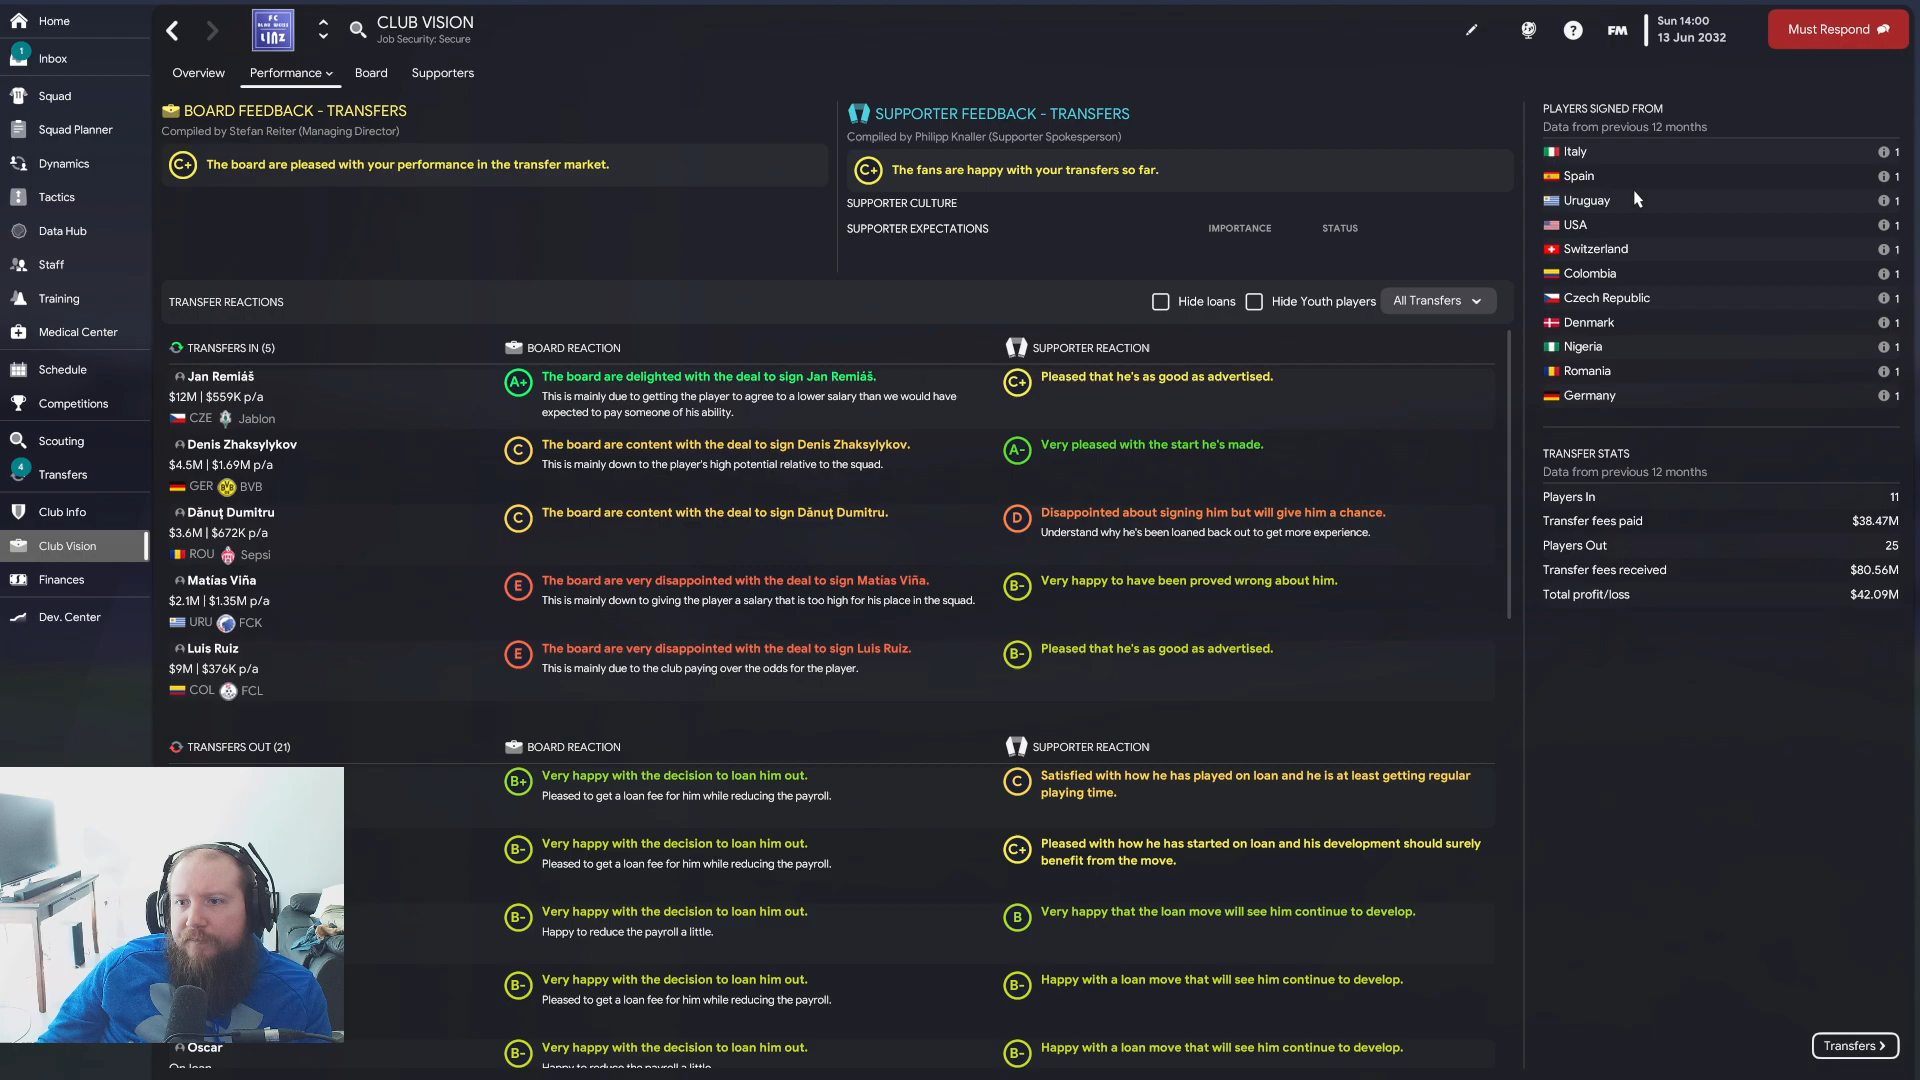 Home
1
Inbox
Squad
Squad Planner
Dynamics
Tactics
Data Hub
Staff
Training
Medical Center
Schedule
Competitions
Scouting
4
Transfers
Club Info
Club Vision
Finances
Dev. Center
FC
BLAU WEISS
LINZ
CLUB VISION
Job Security: Secure
?
FM
Sun 14:00
13 Jun 2032
Must Respond
Overview
Performance
Board
Supporters
BOARD FEEDBACK - TRANSFERS
Compiled by Stefan Reiter (Managing Director)
C+ The board are pleased with your performance in the transfer market.
SUPPORTER FEEDBACK - TRANSFERS
Compiled by Philipp Knaller (Supporter Spokesperson)
C+ The fans are happy with your transfers so far.
SUPPORTER CULTURE
SUPPORTER EXPECTATIONS IMPORTANCE STATUS
TRANSFER REACTIONS
Hide loans
Hide Youth players
All Transfers
TRANSFERS IN (5) BOARD REACTION SUPPORTER REACTION
Jan Remiáš
$12M | $559K p/a
CZE Jablon
A+ The board are delighted with the deal to sign Jan Remiáš.
This is mainly due to getting the player to agree to a lower salary than we would have
expected to pay someone of his ability.
C+ Pleased that he's as good as advertised.
Denis Zhaksylykov
$4.5M | $1.69M p/a
GER BVB
C The board are content with the deal to sign Denis Zhaksylykov.
This is mainly down to the player's high potential relative to the squad.
A- Very pleased with the start he's made.
Dănuţ Dumitru
$3.6M | $672K p/a
ROU Sepsi
C The board are content with the deal to sign Dănuţ Dumitru.
D Disappointed about signing him but will give him a chance.
Understand why he's been loaned back out to get more experience.
Matías Viña
$2.1M | $1.35M p/a
URU FCK
E The board are very disappointed with the deal to sign Matías Viña.
This is mainly down to giving the player a salary that is too high for his place in the squad.
B- Very happy to have been proved wrong about him.
Luis Ruiz
$9M | $376K p/a
COL FCL
E The board are very disappointed with the deal to sign Luis Ruiz.
This is mainly due to the club paying over the odds for the player.
B- Pleased that he's as good as advertised.
TRANSFERS OUT (21) BOARD REACTION SUPPORTER REACTION
B+ Very happy with the decision to loan him out.
Pleased to get a loan fee for him while reducing the payroll.
C Satisfied with how he has played on loan and he is at least getting regular
playing time.
B- Very happy with the decision to loan him out.
Pleased to get a loan fee for him while reducing the payroll.
C+ Pleased with how he has started on loan and his development should surely
benefit from the move.
B- Very happy with the decision to loan him out.
Happy to reduce the payroll a little.
B Very happy that the loan move will see him continue to develop.
B- Very happy with the decision to loan him out.
Pleased to get a loan fee for him while reducing the payroll.
B- Happy with a loan move that will see him continue to develop.
Oscar
On loan
B- Very happy with the decision to loan him out.
Happy to reduce the payroll a little.
B- Happy with a loan move that will see him continue to develop.
PLAYERS SIGNED FROM
Data from previous 12 months
Italy 1
Spain 1
Uruguay 1
USA 1
Switzerland 1
Colombia 1
Czech Republic 1
Denmark 1
Nigeria 1
Romania 1
Germany 1
TRANSFER STATS
Data from previous 12 months
Players In 11
Transfer fees paid $38.47M
Players Out 25
Transfer fees received $80.56M
Total profit/loss $42.09M
Transfers >